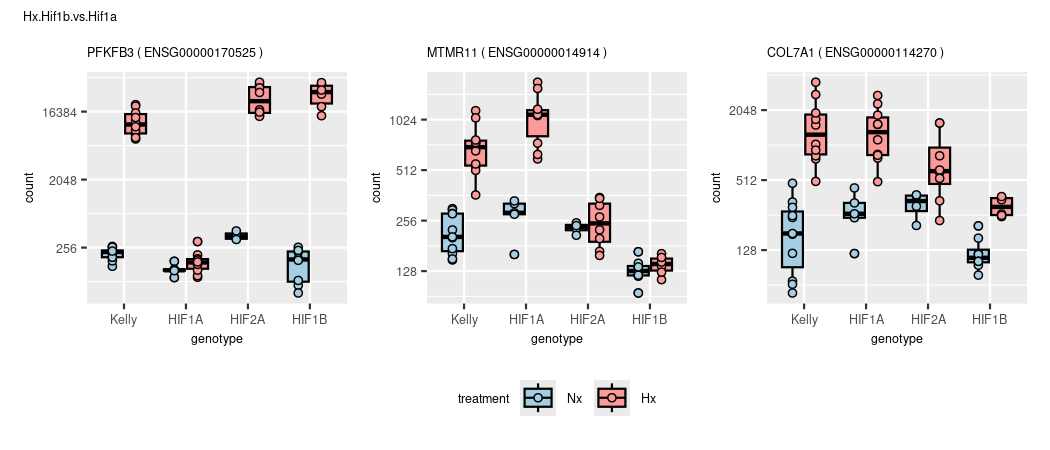 Hx.Hif1b.vs.Hif1a
PFKFB3 ( ENSG00000170525 )
count
16384
2048
256
Kelly HIF1A HIF2A HIF1B
genotype
MTMR11 ( ENSG00000014914 )
count
1024
512
256
128
Kelly HIF1A HIF2A HIF1B
genotype
COL7A1 ( ENSG00000114270 )
count
2048
512
128
Kelly HIF1A HIF2A HIF1B
genotype
treatment Nx Hx